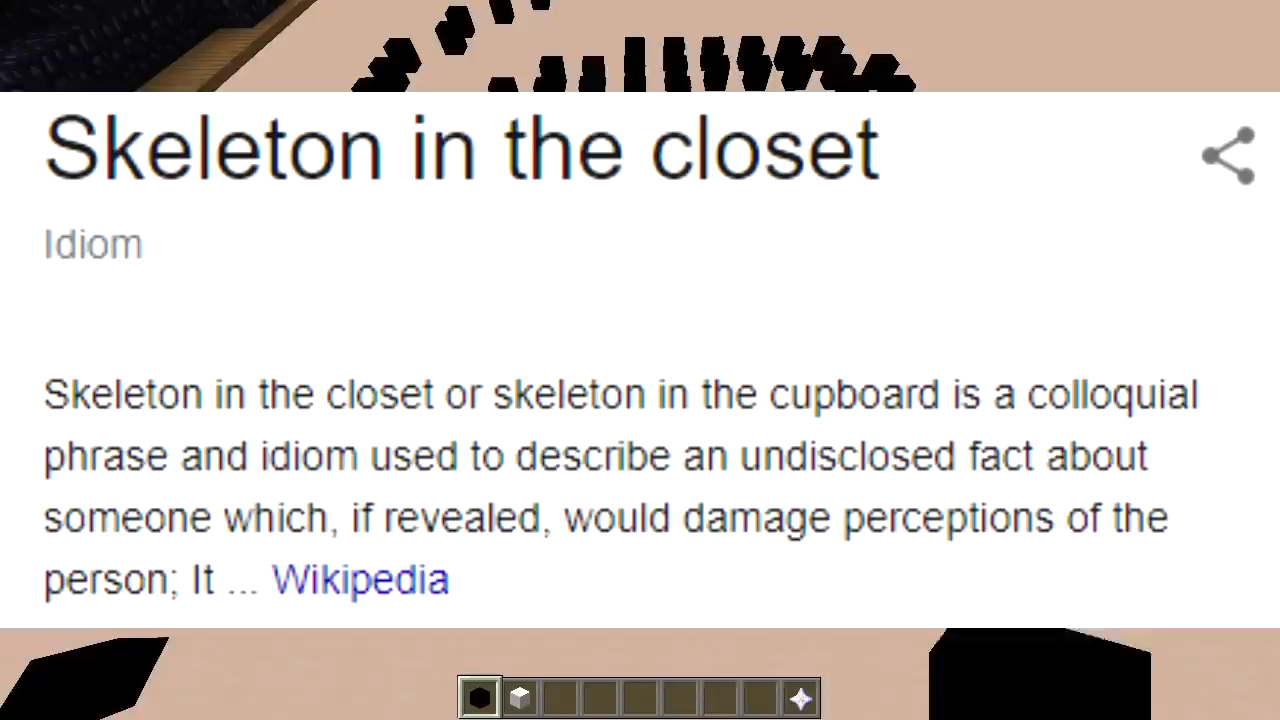 Skeleton in the closet
Idiom
Skeleton in the closet or skeleton in the cupboard is a colloquial
phrase and idiom used to describe an undisclosed fact about
someone which, if revealed, would damage perceptions of the
person; It ... Wikipedia